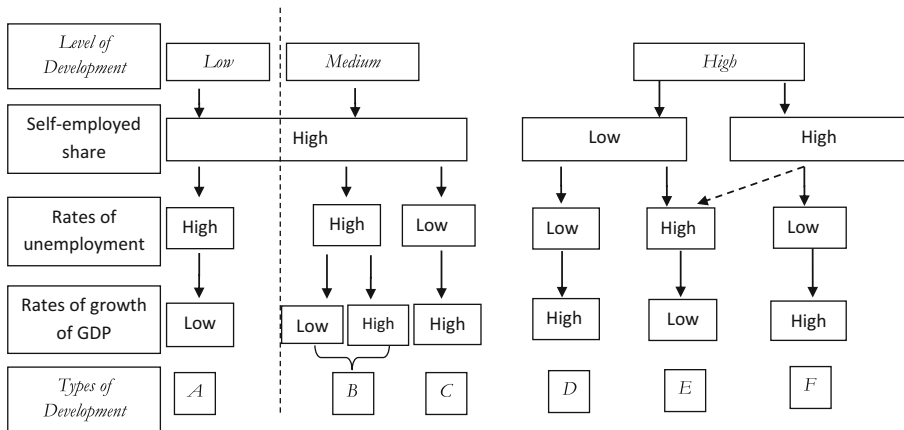 Level of
Development
Low
Medium
High
Self-employed
share
High
Low
High
Rates of
unemployment
High
High
Low
Low
High
Low
Rates of growth
of GDP
Low
Low
High
High
High
Low
High
Types of
Development
A
B
C
D
E
F